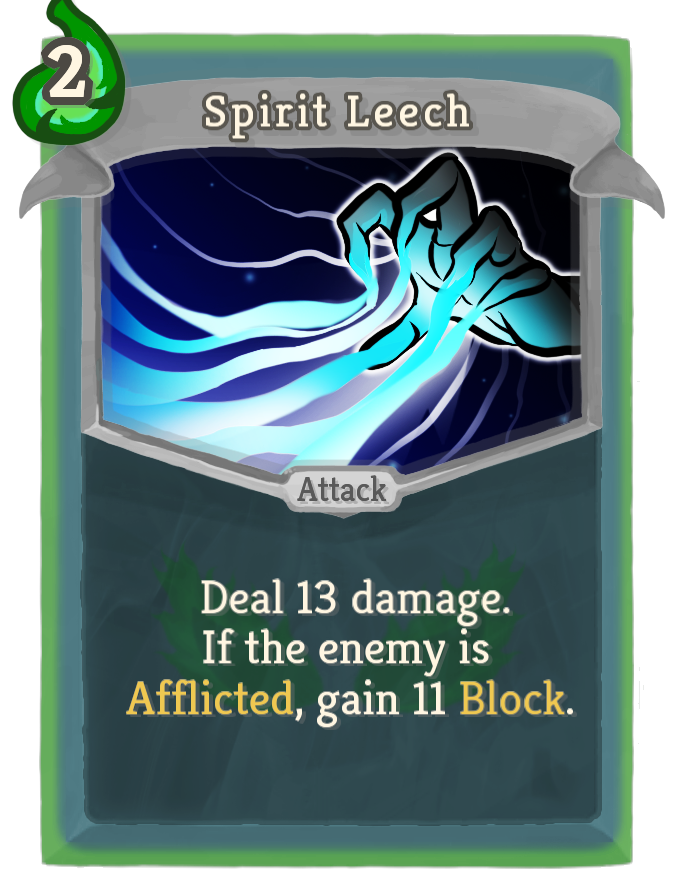 2
Spirit Leech
Attack
Deal 13 damage.
If the enemy is
Afflicted, gain 11 Block.